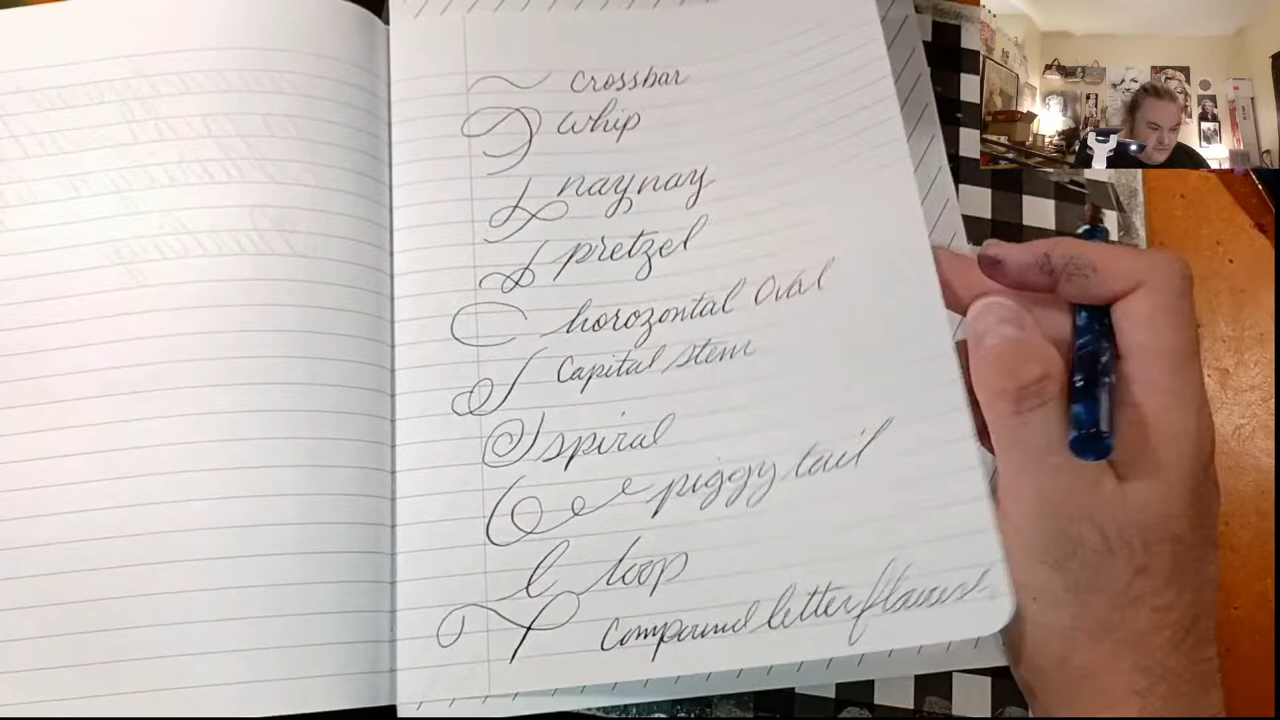 crossbar
whip
naynay
pretzel
horozontal Oval
Capital stem
spiral
piggy tail
loop
Compound letter flourish